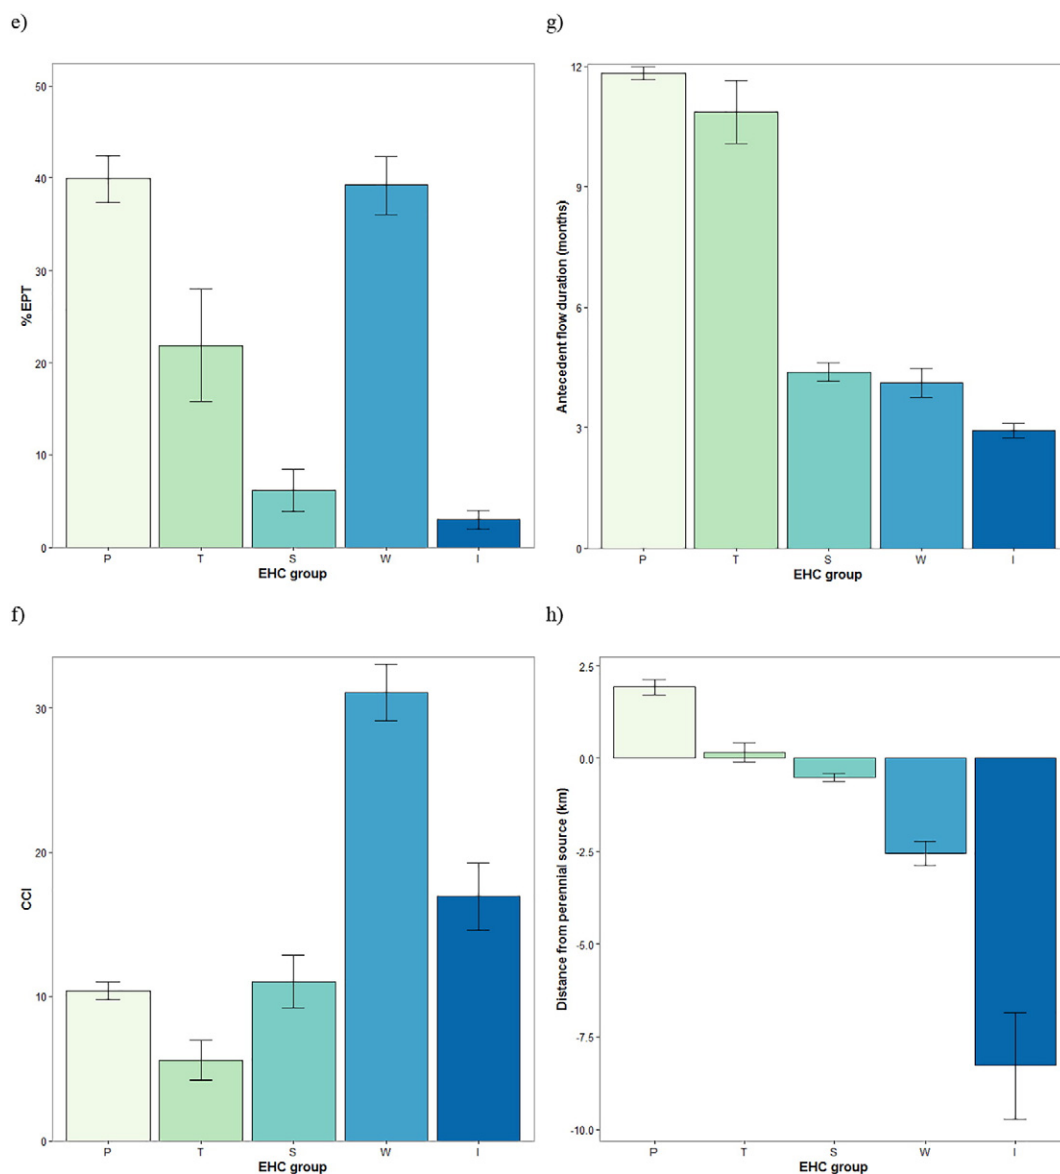 e)
50
40
30
20
10
0
%EPT
P T S W I
EHC group
g)
12
9
6
3
0
Antecedent flow duration (months)
P T S W I
EHC group
f)
30
20
10
0
CCI
P T S W I
EHC group
h)
2.5
0.0
-2.5
-5.0
-7.5
-10.0
Distance from perennial source (km)
P T S W I
EHC group